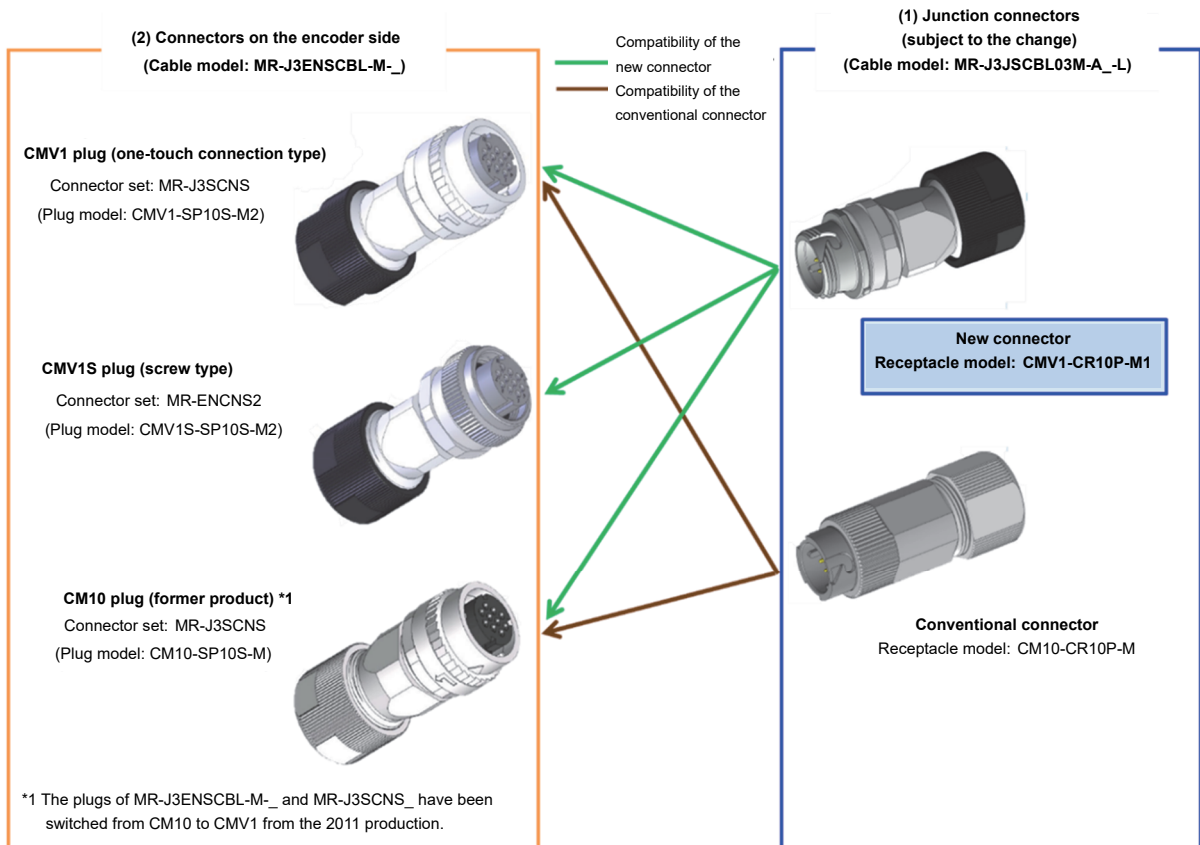 (2) Connectors on the encoder side
(Cable model: MR-J3ENSCBL-M-_)
CMV1 plug (one-touch connection type)
Connector set: MR-J3SCNS
(Plug model: CMV1-SP10S-M2)
CMV1S plug (screw type)
Connector set: MR-ENCNS2
(Plug model: CMV1S-SP10S-M2)
CM10 plug (former product) *1
Connector set: MR-J3SCNS
(Plug model: CM10-SP10S-M)
*1 The plugs of MR-J3ENSCBL-M-_ and MR-J3SCNS_ have been
switched from CM10 to CMV1 from the 2011 production.
Compatibility of the
new connector
Compatibility of the
conventional connector
(1) Junction connectors
(subject to the change)
(Cable model: MR-J3JSCBL03M-A_-L)
New connector
Receptacle model: CMV1-CR10P-M1
Conventional connector
Receptacle model: CM10-CR10P-M